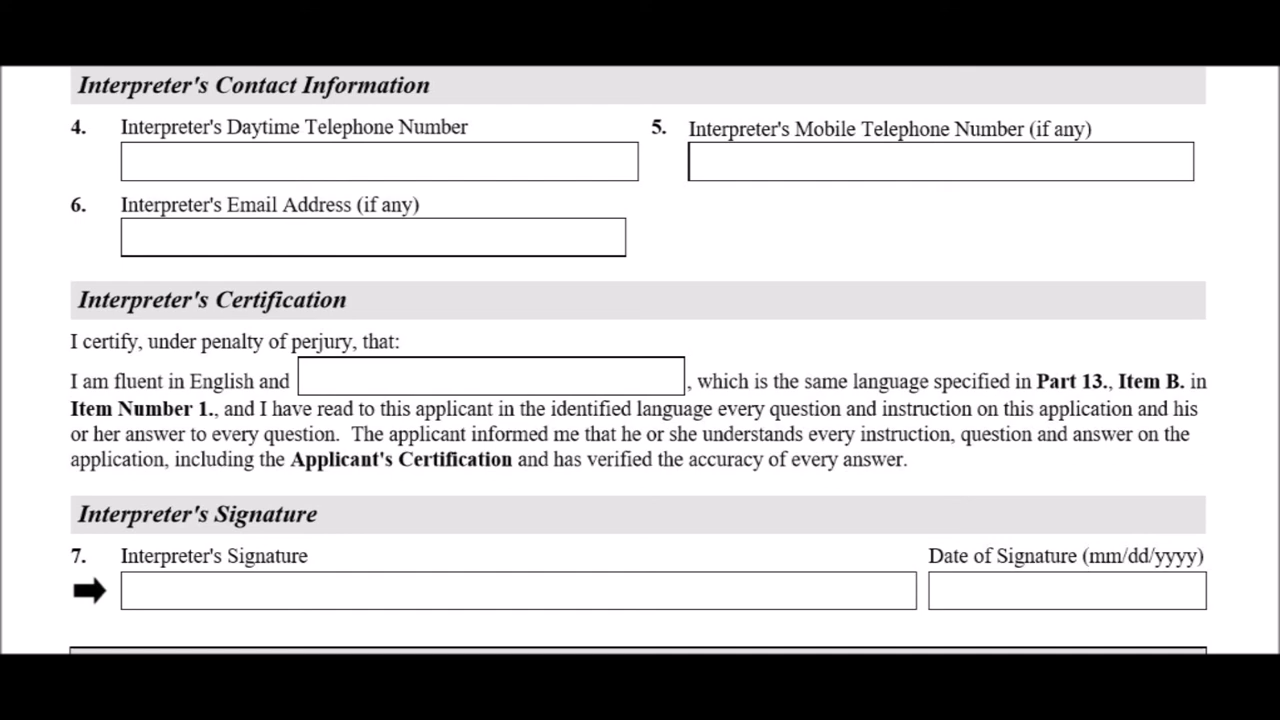 Interpreter's Contact Information
4. Interpreter's Daytime Telephone Number
5. Interpreter's Mobile Telephone Number (if any)
6. Interpreter's Email Address (if any)
Interpreter's Certification
I certify, under penalty of perjury, that:
I am fluent in English and , which is the same language specified in Part 13., Item B. in
Item Number 1., and I have read to this applicant in the identified language every question and instruction on this application and his
or her answer to every question. The applicant informed me that he or she understands every instruction, question and answer on the
application, including the Applicant's Certification and has verified the accuracy of every answer.
Interpreter's Signature
7. Interpreter's Signature
Date of Signature (mm/dd/yyyy)